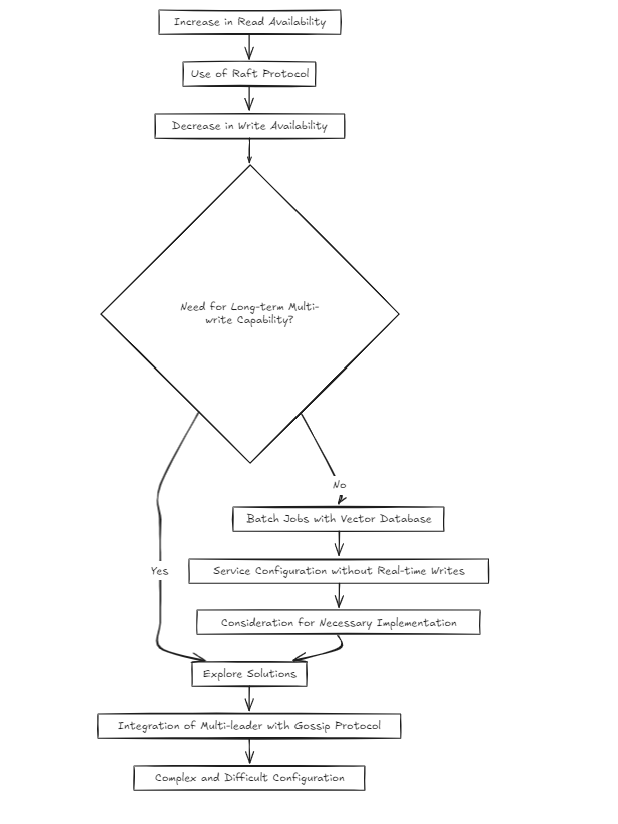 Increase in Read Availability
Use of Raft Protocol
Decrease in Write Availability
Need for Long-term Multi-
write Capability?
No
Batch Jobs with Vector Database
Yes
Service Configuration without Real-time Writes
Consideration for Necessary Implementation
Explore Solutions
Integration of Multi-leader with Gossip Protocol
Complex and Difficult Configuration